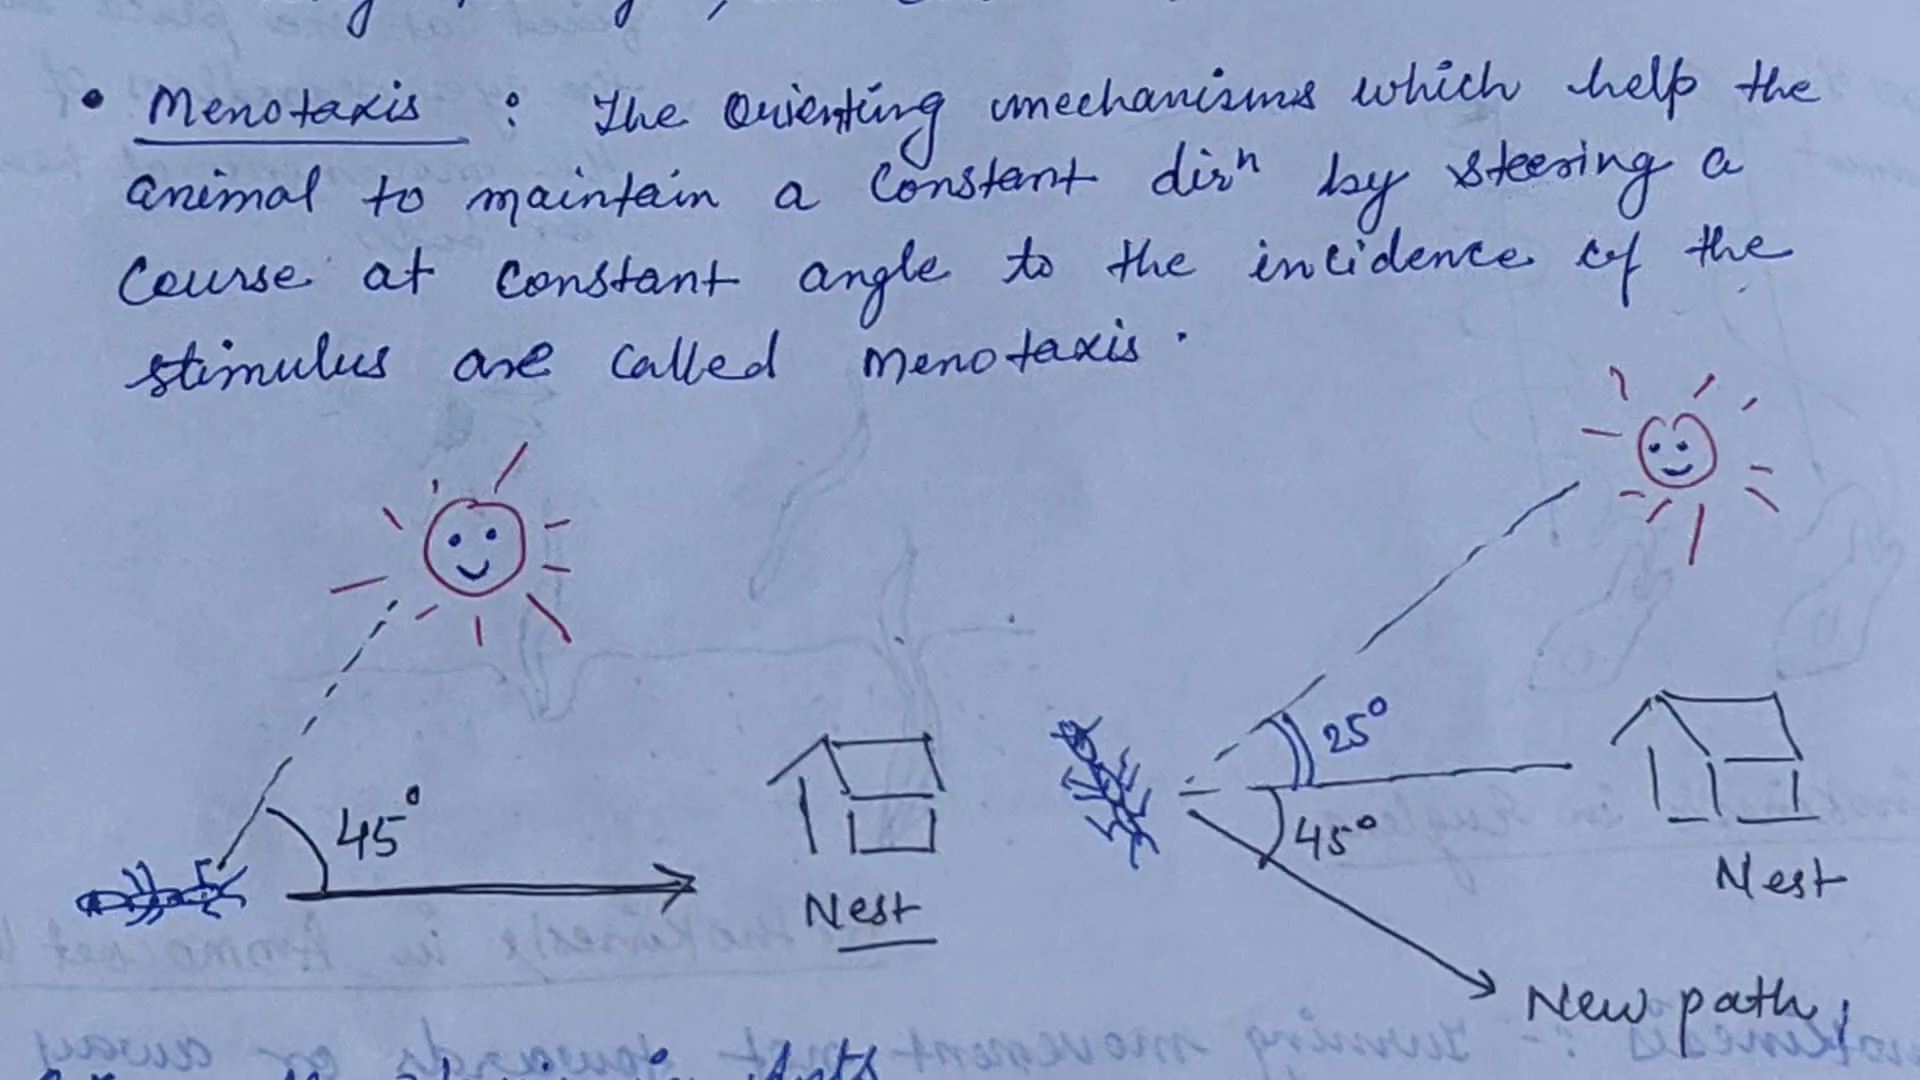 • Menotaxis : The Orienting mechanisms which help the
animal to maintain a constant dirⁿ by steering a
Course at constant angle to the incidence of the
stimulus are called Menotaxis.
45°
Nest
25°
45°
Nest
New path